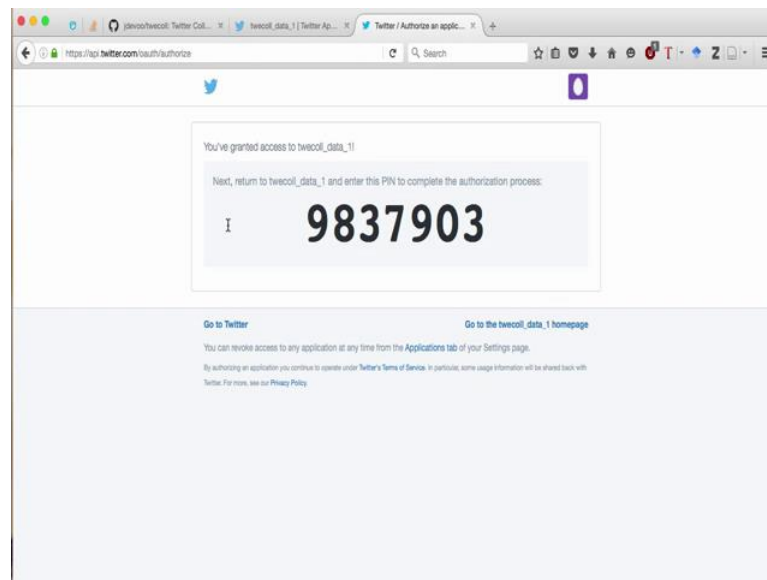 jdevoo/twecoll: Twitter Coll...
twecoll_data_1 | Twitter Ap...
Twitter / Authorize an applic...
https://api.twitter.com/oauth/authorize
Search
You've granted access to twecoll_data_1!
Next, return to twecoll_data_1 and enter this PIN to complete the authorization process:
9837903
Go to Twitter
Go to the twecoll_data_1 homepage
You can revoke access to any application at any time from the Applications tab of your Settings page.
By authorizing an application you continue to operate under Twitter's Terms of Service. In particular, some usage information will be shared back with
Twitter. For more, see our Privacy Policy.